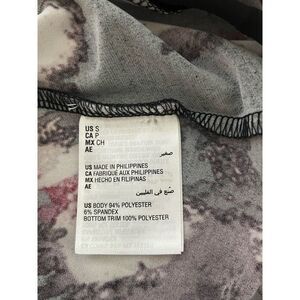 US S
CA P
MX CH
AE
صغير
US MADE IN PHILIPPINES
CA FABRIQUÉ AUX PHILIPPINES
MX HECHO EN FILIPINAS
AE
صنع في الفلبين
US BODY 94% POLYESTER
6% SPANDEX
BOTTOM TRIM 100% POLYESTER